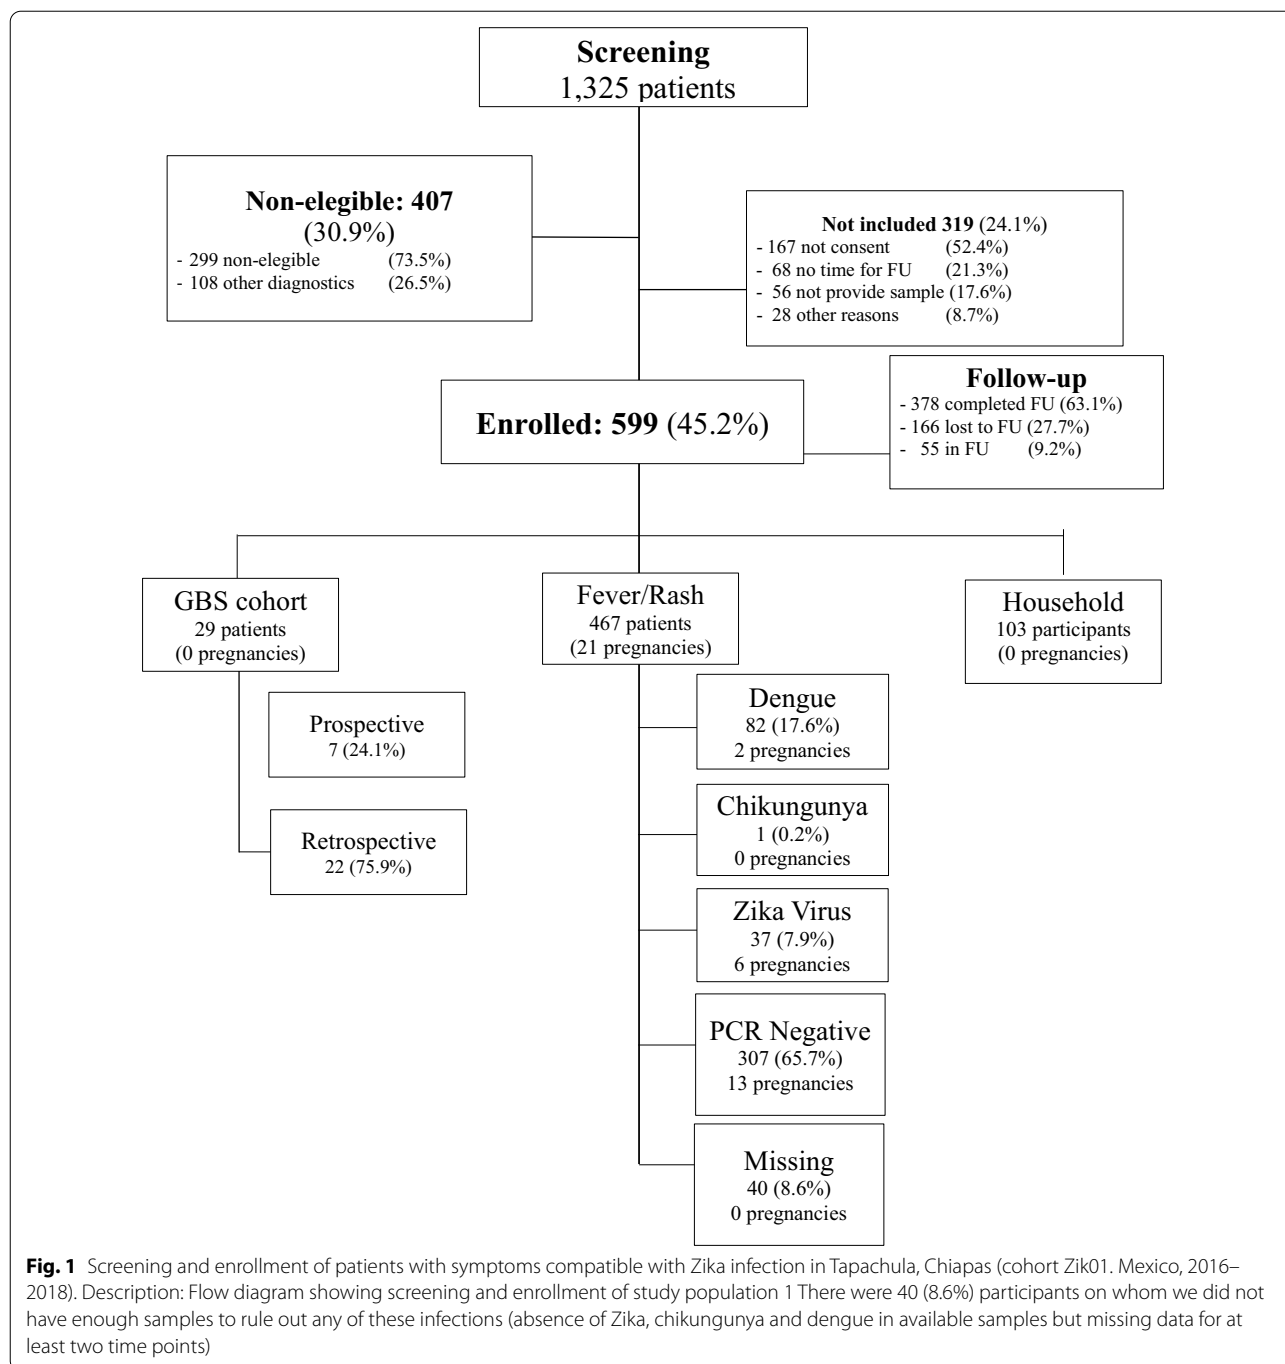 Screening
1,325 patients
Non-elegible: 407
(30.9%)
- 299 non-elegible (73.5%)
- 108 other diagnostics (26.5%)
Not included 319 (24.1%)
- 167 not consent (52.4%)
- 68 no time for FU (21.3%)
- 56 not provide sample (17.6%)
- 28 other reasons (8.7%)
Enrolled: 599 (45.2%)
Follow-up
- 378 completed FU (63.1%)
- 166 lost to FU (27.7%)
- 55 in FU (9.2%)
GBS cohort
29 patients
(0 pregnancies)
Prospective
7 (24.1%)
Retrospective
22 (75.9%)
Fever/Rash
467 patients
(21 pregnancies)
Dengue
82 (17.6%)
2 pregnancies
Chikungunya
1 (0.2%)
0 pregnancies
Zika Virus
37 (7.9%)
6 pregnancies
PCR Negative
307 (65.7%)
13 pregnancies
Missing
40 (8.6%)
0 pregnancies
Household
103 participants
(0 pregnancies)
Fig. 1 Screening and enrollment of patients with symptoms compatible with Zika infection in Tapachula, Chiapas (cohort Zik01. Mexico, 2016–
2018). Description: Flow diagram showing screening and enrollment of study population 1 There were 40 (8.6%) participants on whom we did not
have enough samples to rule out any of these infections (absence of Zika, chikungunya and dengue in available samples but missing data for at
least two time points)